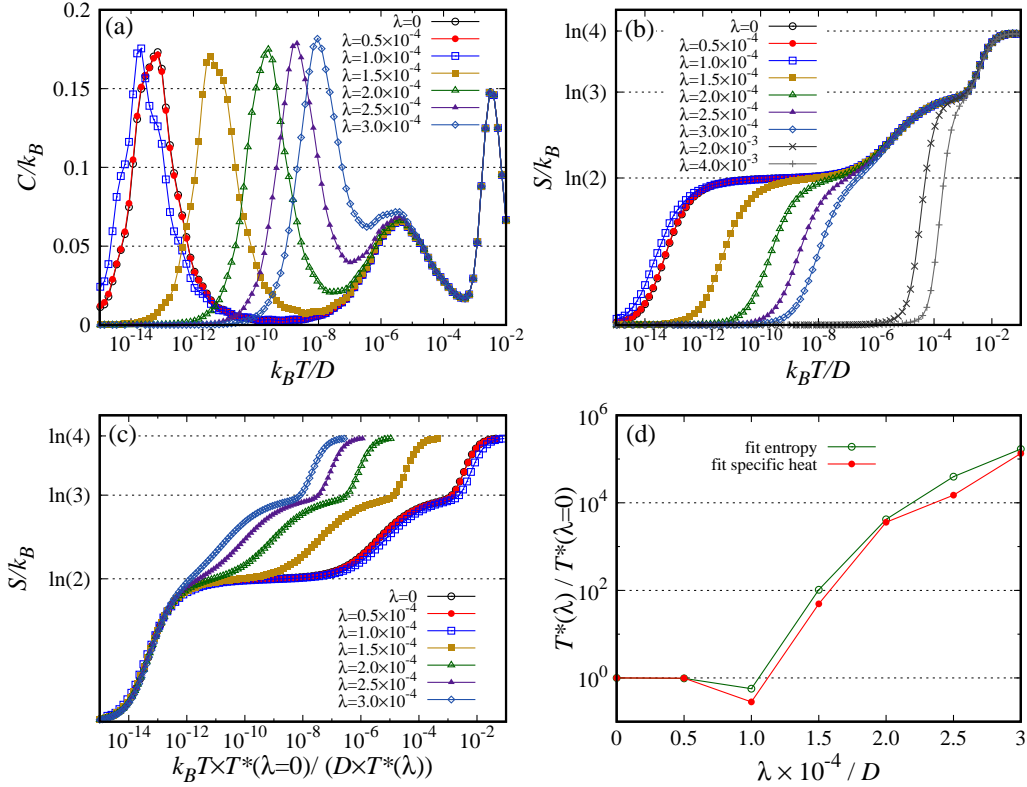 (a)
C/k_B
0.2
0.15
0.1
0.05
0
λ=0
λ=0.5×10^-4
λ=1.0×10^-4
λ=1.5×10^-4
λ=2.0×10^-4
λ=2.5×10^-4
λ=3.0×10^-4
10^-14 10^-12 10^-10 10^-8 10^-6 10^-4 10^-2
k_BT/D
(b)
S/k_B
ln(4)
ln(3)
ln(2)
λ=0
λ=0.5×10^-4
λ=1.0×10^-4
λ=1.5×10^-4
λ=2.0×10^-4
λ=2.5×10^-4
λ=3.0×10^-4
λ=2.0×10^-3
λ=4.0×10^-3
10^-14 10^-12 10^-10 10^-8 10^-6 10^-4 10^-2
k_BT/D
(c)
S/k_B
ln(4)
ln(3)
ln(2)
λ=0
λ=0.5×10^-4
λ=1.0×10^-4
λ=1.5×10^-4
λ=2.0×10^-4
λ=2.5×10^-4
λ=3.0×10^-4
10^-14 10^-12 10^-10 10^-8 10^-6 10^-4 10^-2
k_BT×T*(λ=0)/ (D×T*(λ))
(d)
T*(λ) / T*(λ=0)
10^6
10^4
10^2
10^0
fit entropy
fit specific heat
0 0.5 1.0 1.5 2.0 2.5 3
λ × 10^-4 / D